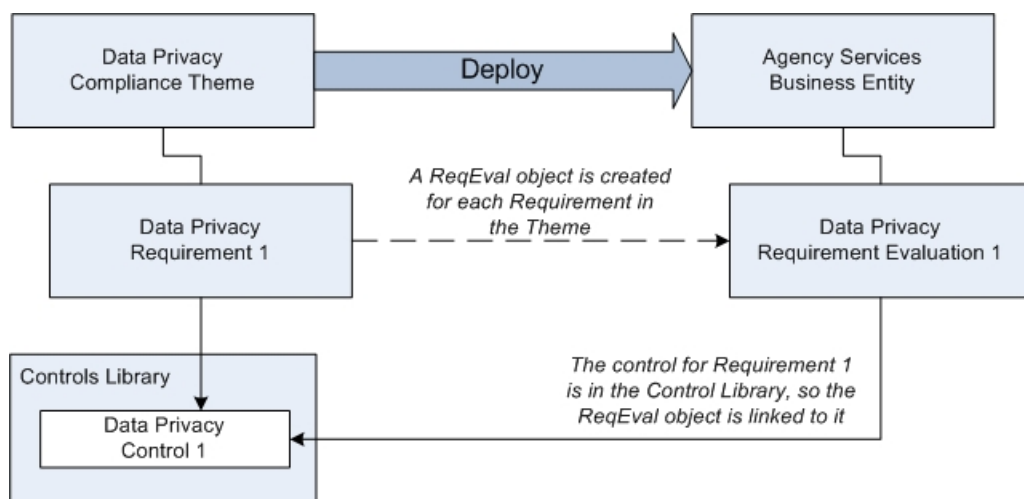 Data Privacy
Compliance Theme
Deploy
Agency Services
Business Entity
A ReqEval object is created
for each Requirement in
the Theme
Data Privacy
Requirement 1
Data Privacy
Requirement Evaluation 1
The control for Requirement 1
is in the Control Library, so the
ReqEval object is linked to it
Controls Library
Data Privacy
Control 1